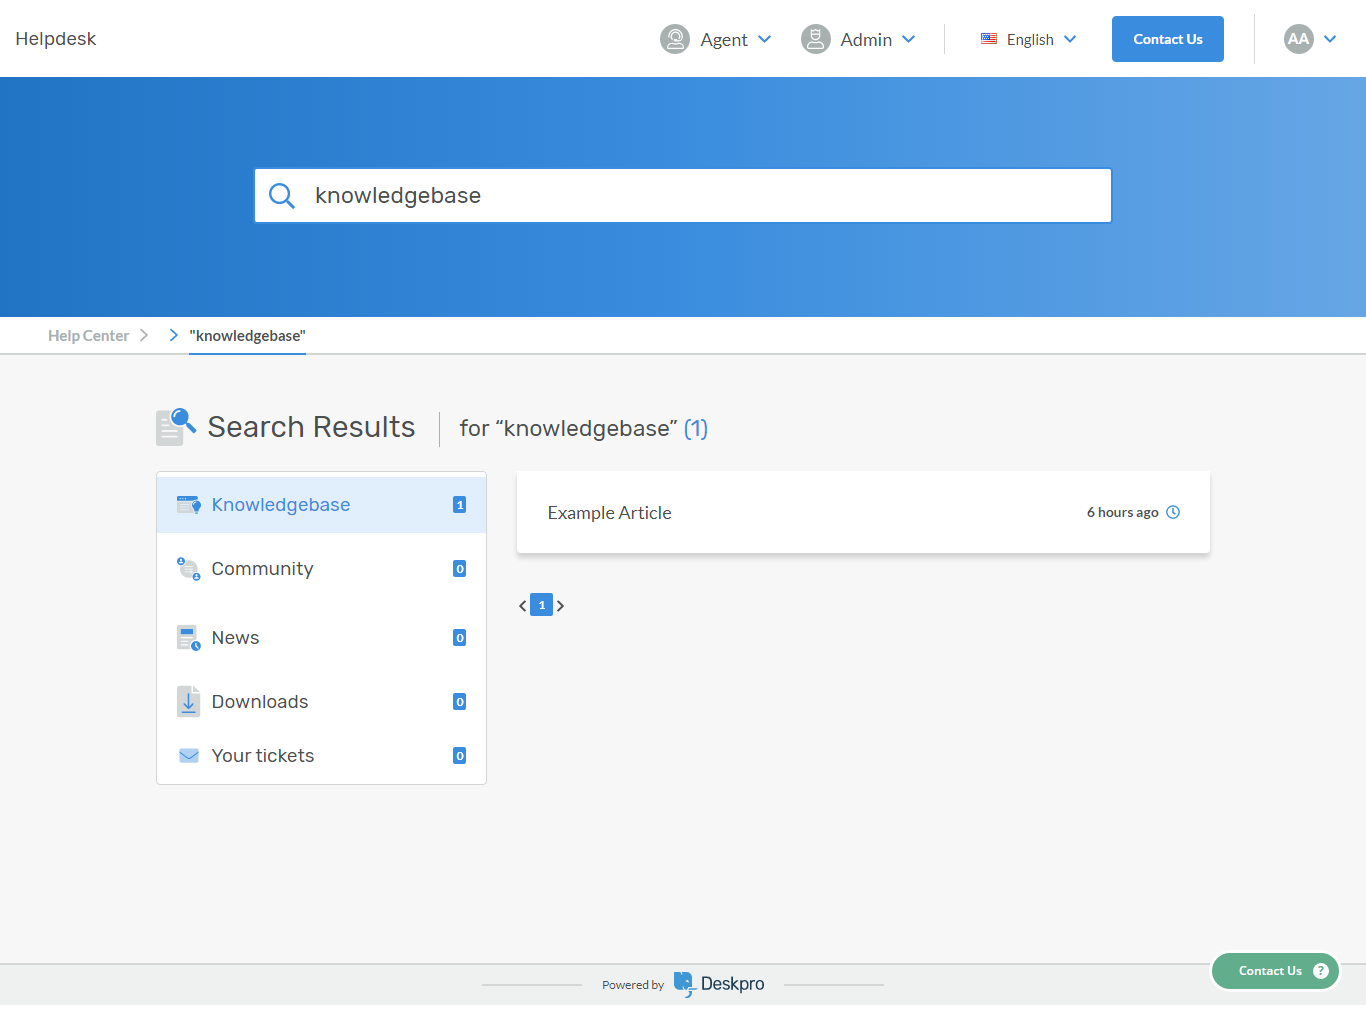 Helpdesk
Agent
Admin
English
Contact Us
AA
knowledgebase
Help Center
"knowledgebase"
Search Results
for “knowledgebase” (1)
Knowledgebase 1
Community 0
News 0
Downloads 0
Your tickets 0
Example Article
6 hours ago
1
Contact Us ?
Powered by Deskpro